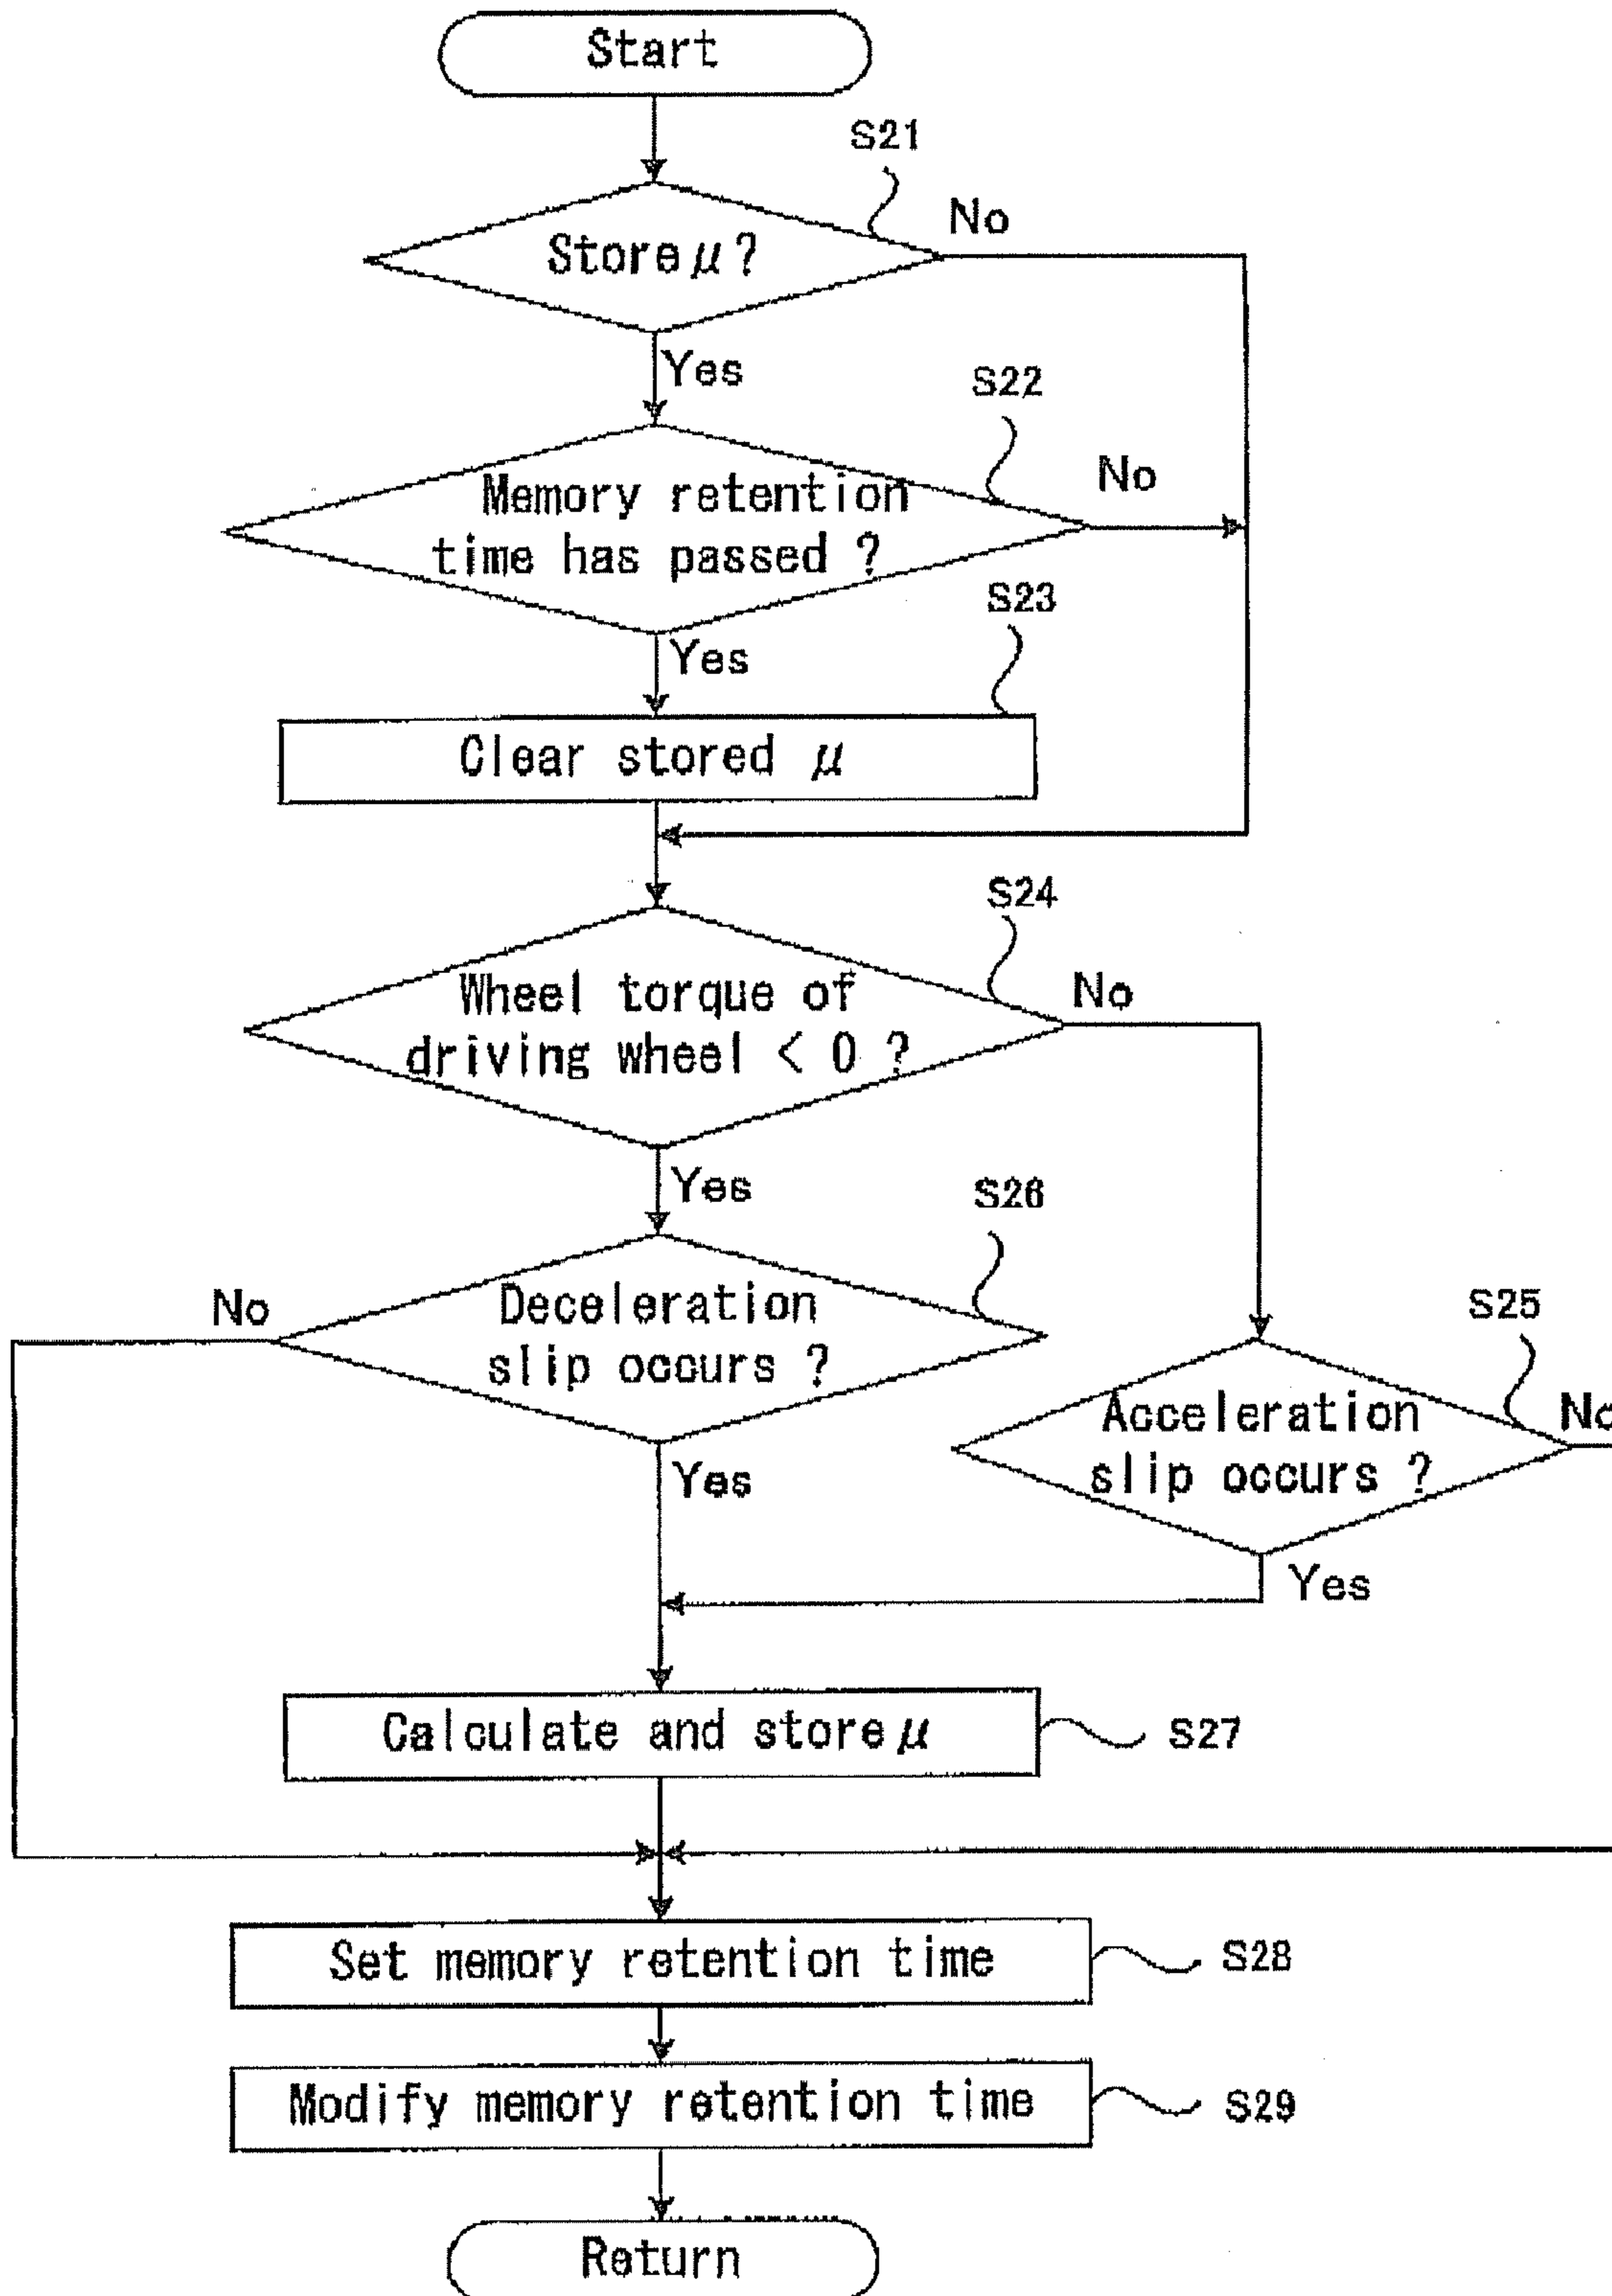 Start
S21
No
Store μ ?
Yes
S22
No
Memory retention
time has passed ?
S23
Yes
Clear stored μ
S24
No
Wheel torque of
driving wheel < 0 ?
Yes
S26
No
Deceleration
slip occurs ?
S25
No
Acceleration
slip occurs ?
Yes
Yes
Calculate and store μ
S27
Set memory retention time
S28
Modify memory retention time
S29
Return